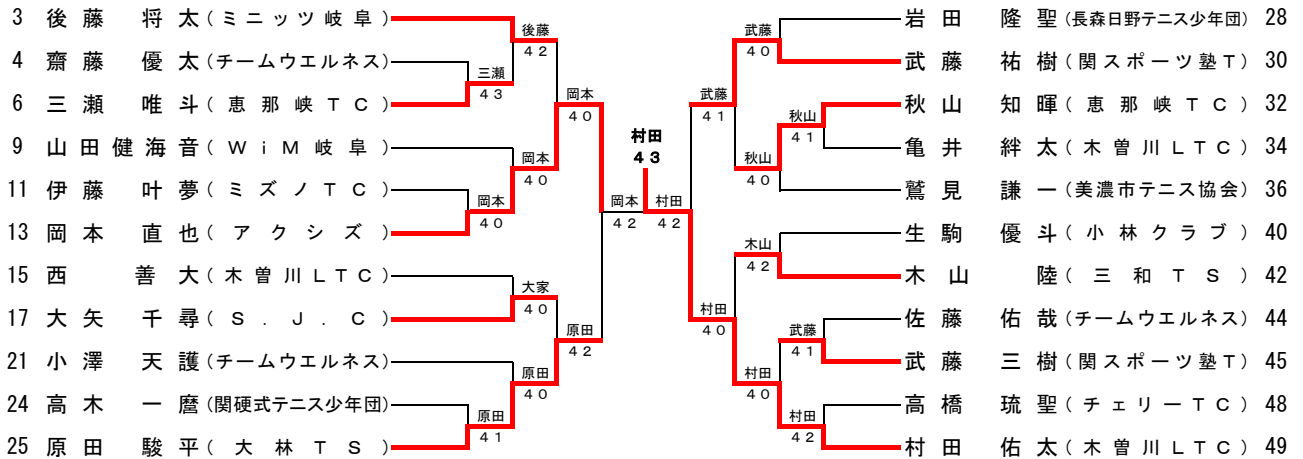 3 後藤 将太(ミニッツ岐阜)
4 齋藤 優太(チームウエルネス)
6 三瀬 唯斗(恵那峡TC)
9 山田健海音(WiM岐阜)
11 伊藤 叶夢(ミズノTC)
13 岡本 直也(アクシズ)
15 西 善大(木曽川LTC)
17 大矢 千尋(S.J.C)
21 小澤 天護(チームウエルネス)
24 高木 一麿(関硬式テニス少年団)
25 原田 駿平(大林TS)
三瀬
43
岡本
40
原田
41
後藤
42
岡本
40
大家
40
原田
40
岡本
40
原田
42
岡本
42
村田
43
村田
42
武藤
41
村田
40
武藤
40
秋山
40
木山
42
村田
40
秋山
41
武藤
41
村田
42
岩田 隆聖(長森日野テニス少年団) 28
武藤 祐樹(関スポーツ塾T) 30
秋山 知暉(恵那峡TC) 32
亀井 絆太(木曽川LTC) 34
鷲見 謙一(美濃市テニス協会) 36
生駒 優斗(小林クラブ) 40
木山 陸(三和TS) 42
佐藤 佑哉(チームウエルネス) 44
武藤 三樹(関スポーツ塾T) 45
高橋 琉聖(チェリーTC) 48
村田 佑太(木曽川LTC) 49